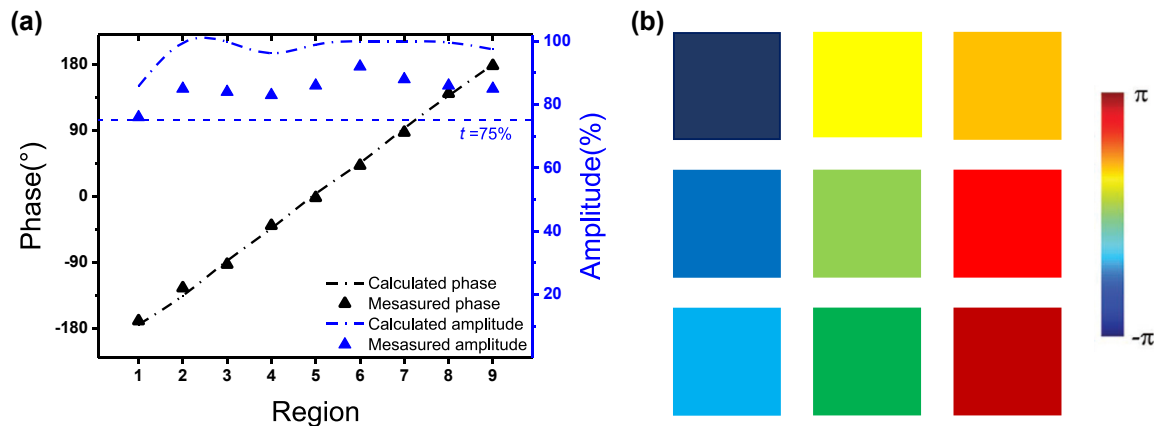 (a)
180
90
0
-90
-180
Phase(°)
100
80
60
40
20
Amplitude(%)
t =75%
Calculated phase
Mesasured phase
Calculated amplitude
Mesasured amplitude
1 2 3 4 5 6 7 8 9
Region
(b)
π
-π